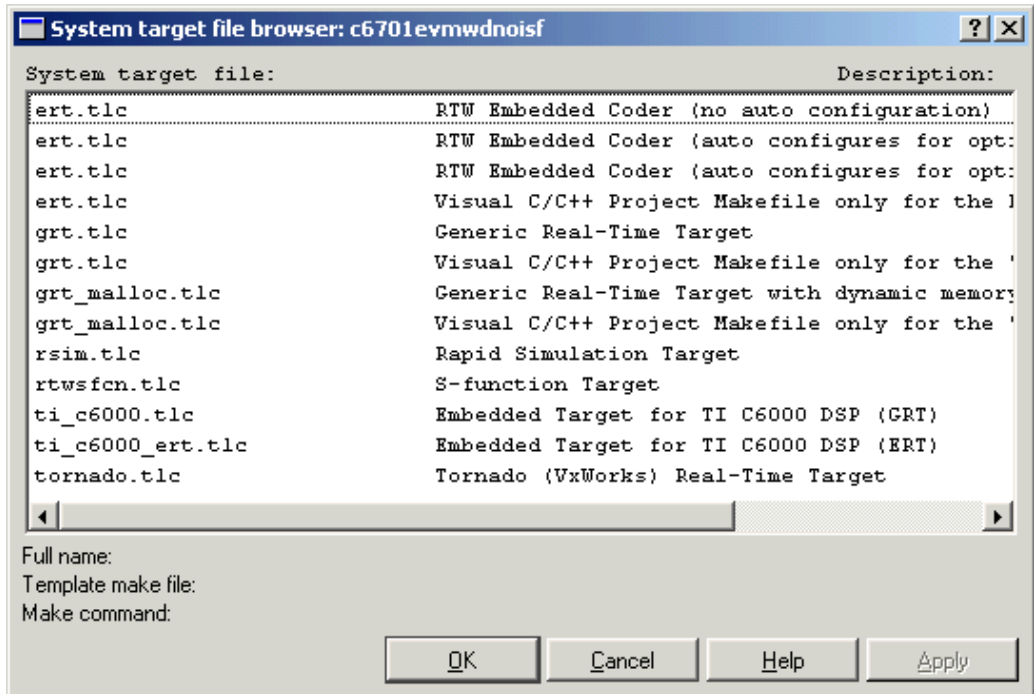 System target file browser: c6701evmwdnoisf
System target file: Description:
ert.tlc RTW Embedded Coder (no auto configuration)
ert.tlc RTW Embedded Coder (auto configures for opt
ert.tlc RTW Embedded Coder (auto configures for opt
ert.tlc Visual C/C++ Project Makefile only for the
grt.tlc Generic Real-Time Target
grt.tlc Visual C/C++ Project Makefile only for the
grt_malloc.tlc Generic Real-Time Target with dynamic memory
grt_malloc.tlc Visual C/C++ Project Makefile only for the
rsim.tlc Rapid Simulation Target
rtwsfcn.tlc S-function Target
ti_c6000.tlc Embedded Target for TI C6000 DSP (GRT)
ti_c6000_ert.tlc Embedded Target for TI C6000 DSP (ERT)
tornado.tlc Tornado (VxWorks) Real-Time Target
Full name:
Template make file:
Make command:
OK Cancel Help Apply